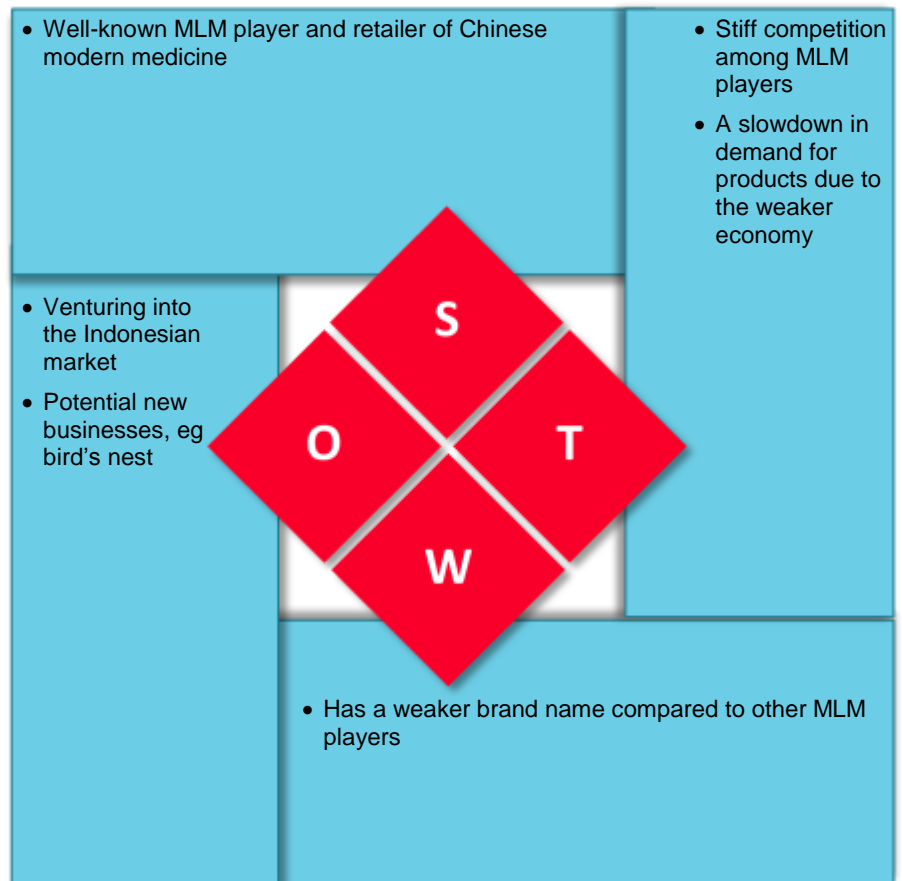 • Well-known MLM player and retailer of Chinese
modern medicine
• Stiff competition
among MLM
players
• A slowdown in
demand for
products due to
the weaker
economy
• Venturing into
the Indonesian
market
• Potential new
businesses, eg
bird's nest
S
O
T
W
• Has a weaker brand name compared to other MLM
players